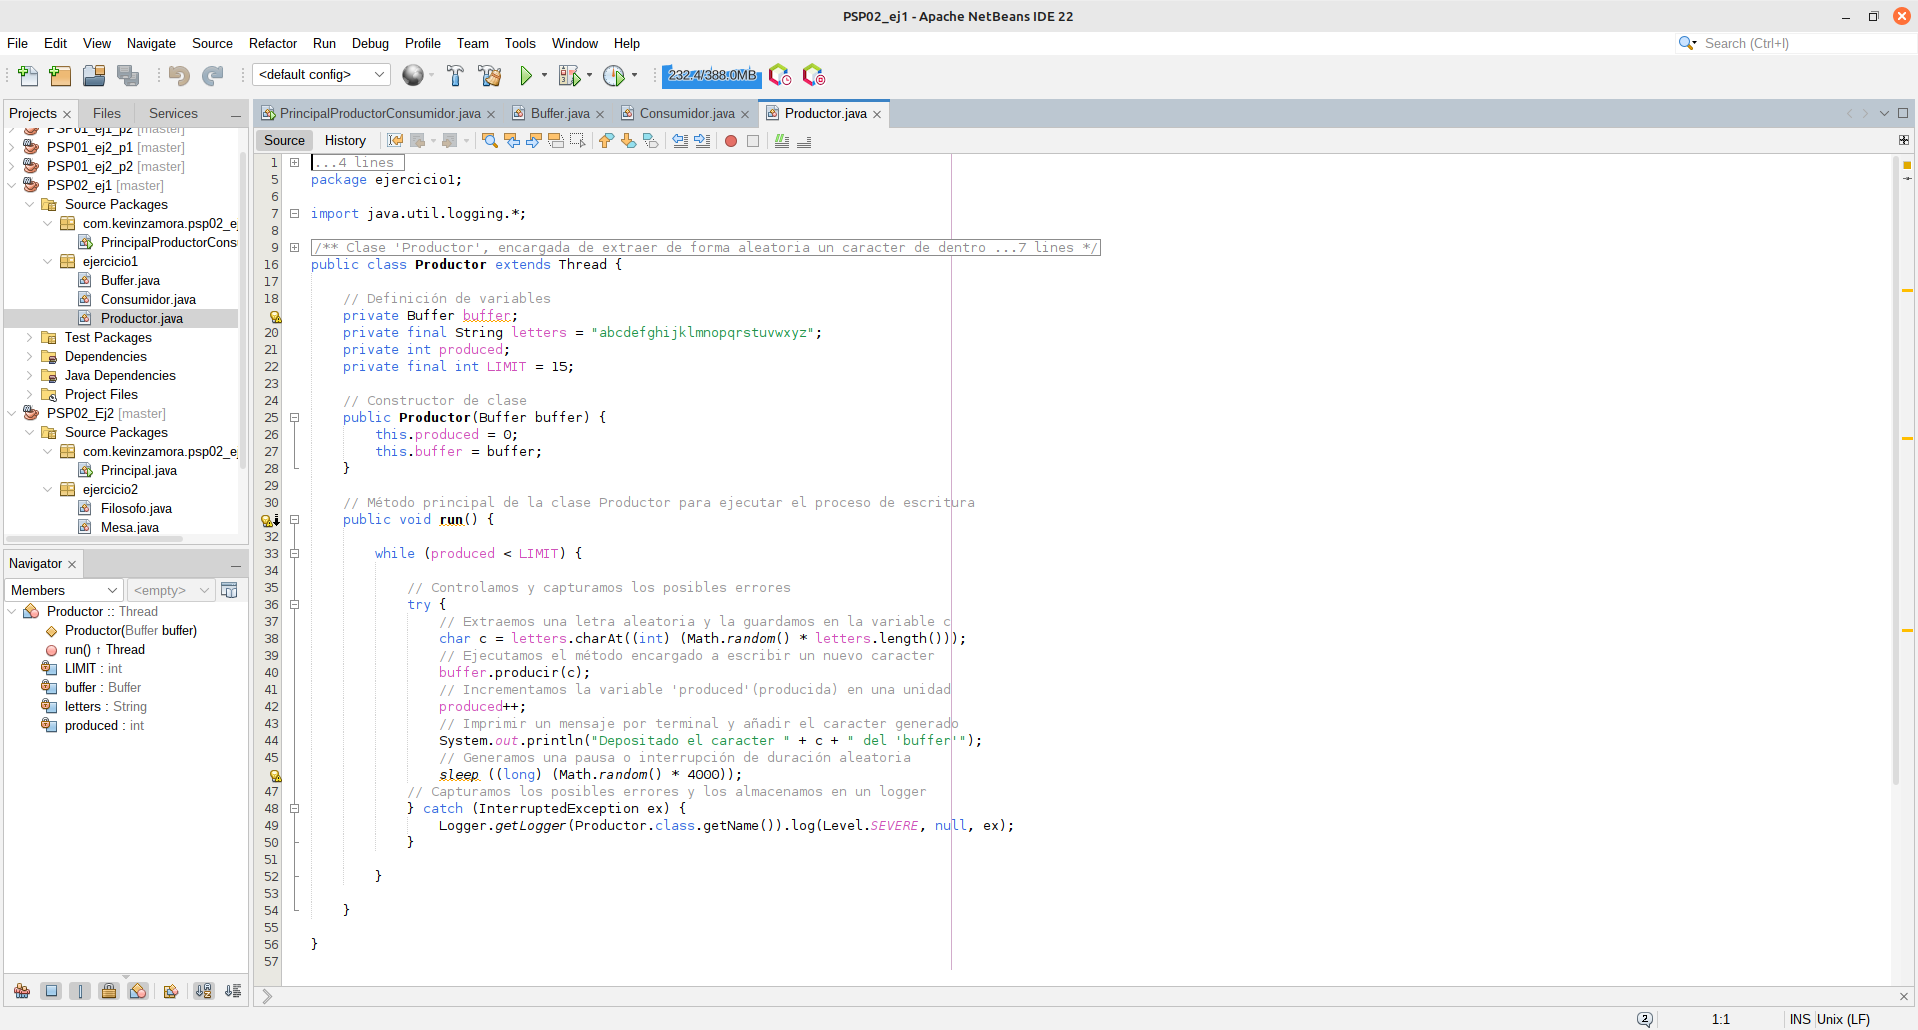 PSP02_ej1 - Apache NetBeans IDE 22
File Edit View Navigate Source Refactor Run Debug Profile Team Tools Window Help
Search (Ctrl+I)
<default config>
232.4/388.0MB
Projects Files Services
PSP01_ej1_p2 [master]
PSP01_ej2_p1 [master]
PSP01_ej2_p2 [master]
PSP02_ej1 [master]
Source Packages
com.kevinzamora.psp02_e
PrincipalProductorCons
ejercicio1
Buffer.java
Consumidor.java
Productor.java
Test Packages
Dependencies
Java Dependencies
Project Files
PSP02_Ej2 [master]
Source Packages
com.kevinzamora.psp02_e
Principal.java
ejercicio2
Filosofo.java
Mesa.java
Navigator
Members <empty>
Productor :: Thread
Productor(Buffer buffer)
run() ↑ Thread
LIMIT : int
buffer : Buffer
letters : String
produced : int
PrincipalProductorConsumidor.java Buffer.java Consumidor.java Productor.java
Source History
1 ...4 lines
5 package ejercicio1;
6
7 import java.util.logging.*;
8
9 /** Clase 'Productor', encargada de extraer de forma aleatoria un caracter de dentro ...7 lines */
16 public class Productor extends Thread {
17
18 // Definición de variables
private Buffer buffer;
20 private final String letters = "abcdefghijklmnopqrstuvwxyz";
21 private int produced;
22 private final int LIMIT = 15;
23
24 // Constructor de clase
25 public Productor(Buffer buffer) {
26 this.produced = 0;
27 this.buffer = buffer;
28 }
29
30 // Método principal de la clase Productor para ejecutar el proceso de escritura
public void run() {
32
33 while (produced < LIMIT) {
34
35 // Controlamos y capturamos los posibles errores
36 try {
37 // Extraemos una letra aleatoria y la guardamos en la variable c
38 char c = letters.charAt((int) (Math.random() * letters.length()));
39 // Ejecutamos el método encargado a escribir un nuevo caracter
40 buffer.producir(c);
41 // Incrementamos la variable 'produced'(producida) en una unidad
42 produced++;
43 // Imprimir un mensaje por terminal y añadir el caracter generado
44 System.out.println("Depositado el caracter " + c + " del 'buffer'");
45 // Generamos una pausa o interrupción de duración aleatoria
sleep ((long) (Math.random() * 4000));
47 // Capturamos los posibles errores y los almacenamos en un logger
48 } catch (InterruptedException ex) {
49 Logger.getLogger(Productor.class.getName()).log(Level.SEVERE, null, ex);
50 }
51
52 }
53
54 }
55
56 }
57
2 1:1 INS Unix (LF)